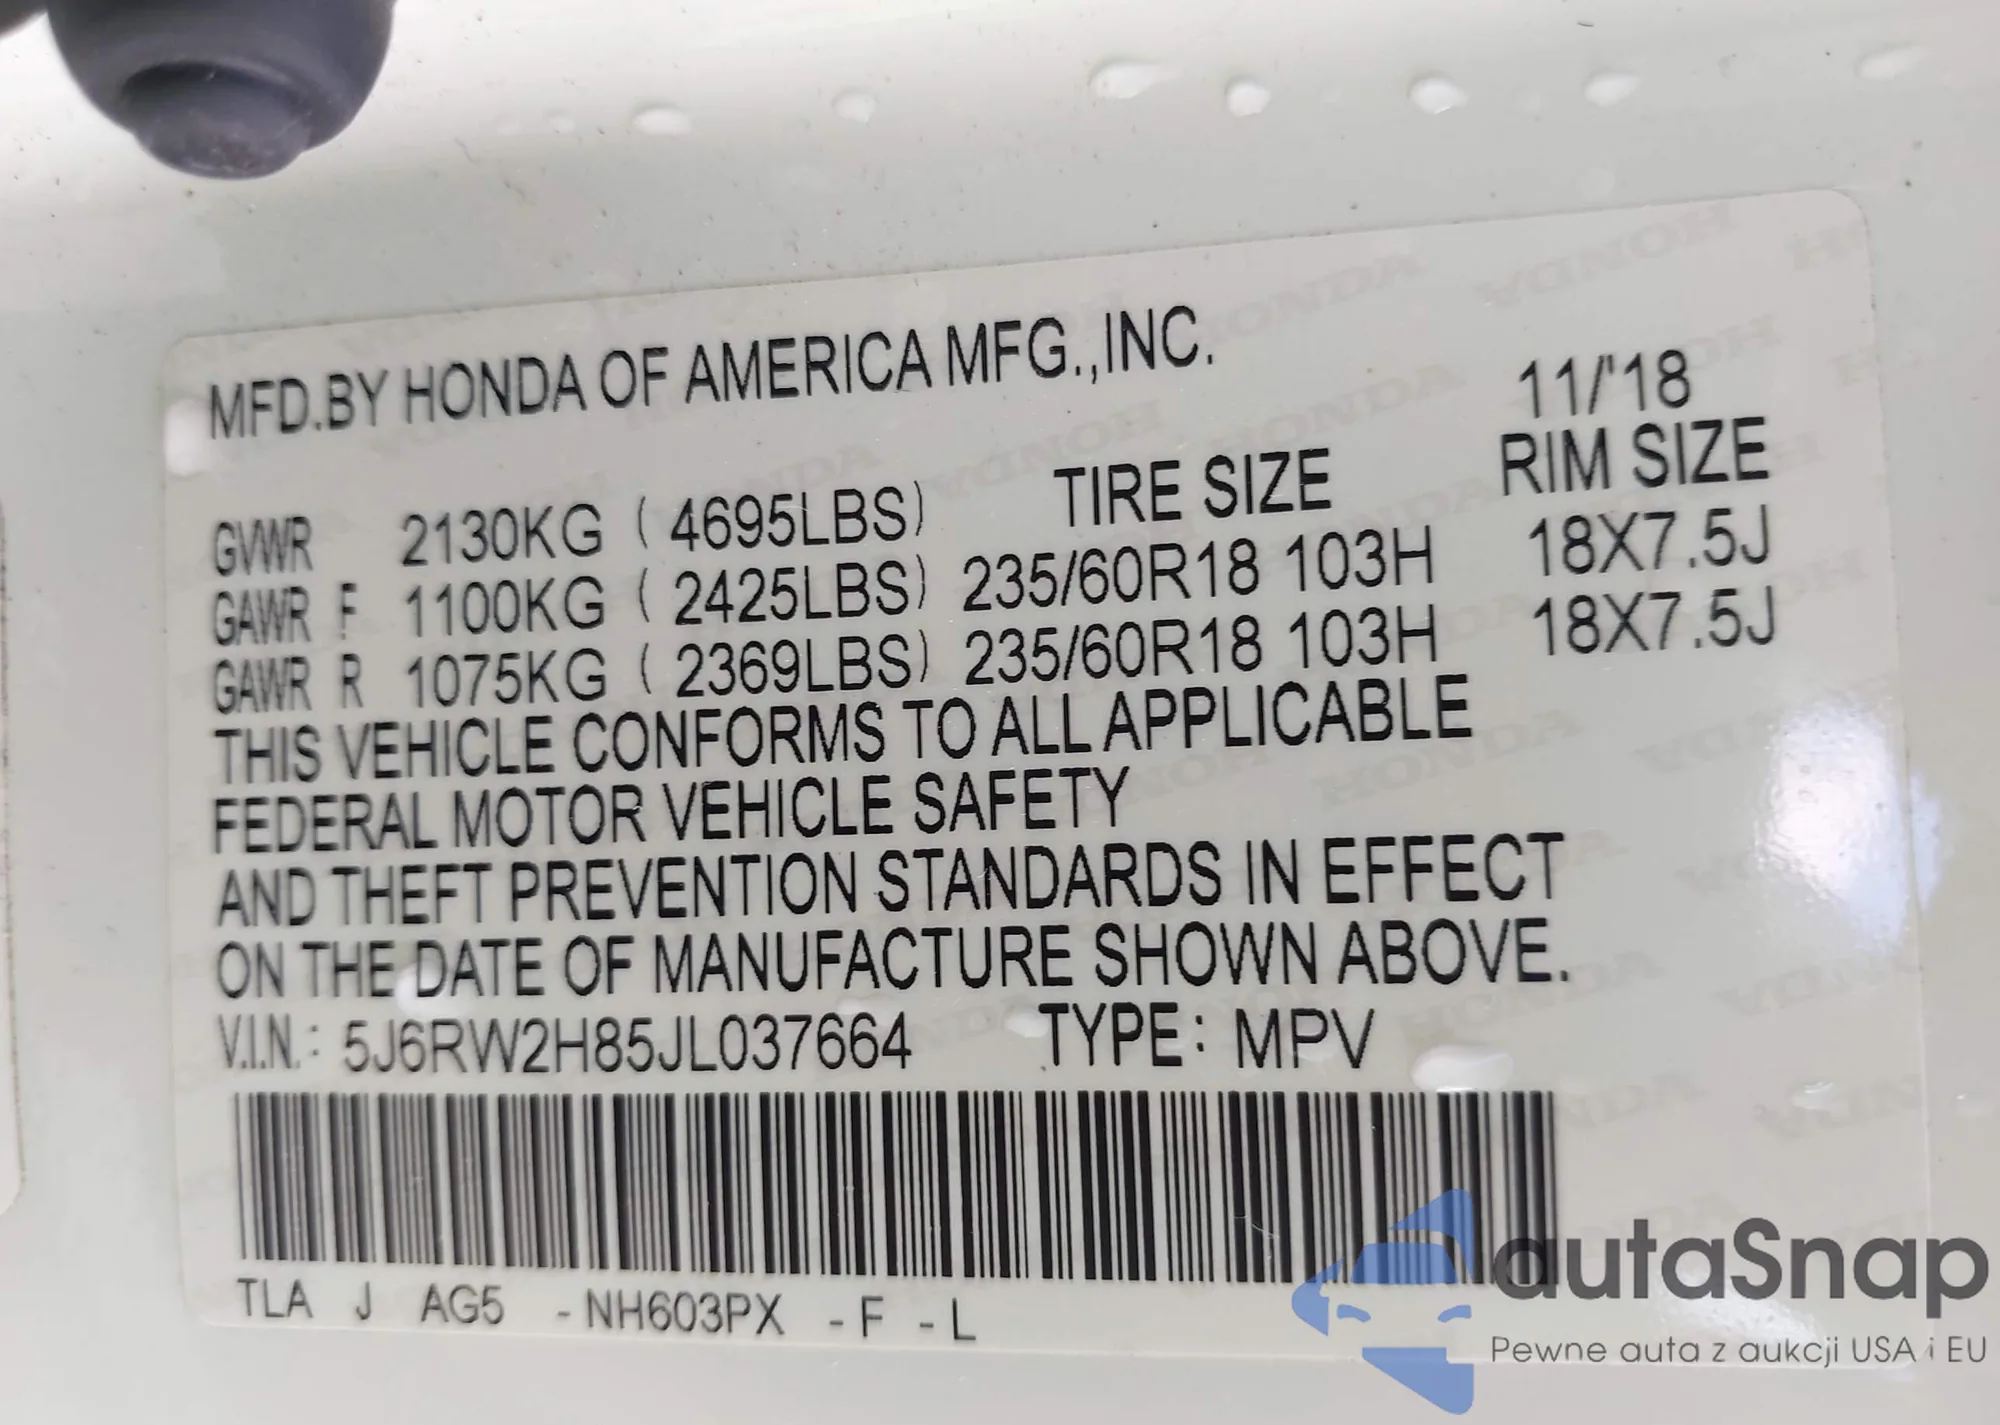 MFD.BY HONDA OF AMERICA MFG.,INC. 11/'18
TIRE SIZE RIM SIZE
GVWR 2130KG ( 4695LBS)
GAWR F 1100KG ( 2425LBS) 235/60R18 103H 18X7.5J
GAWR R 1075KG ( 2369LBS) 235/60R18 103H 18X7.5J
THIS VEHICLE CONFORMS TO ALL APPLICABLE
FEDERAL MOTOR VEHICLE SAFETY
AND THEFT PREVENTION STANDARDS IN EFFECT
ON THE DATE OF MANUFACTURE SHOWN ABOVE.
V.I.N.: 5J6RW2H85JL037664 TYPE: MPV
TLA J AG5 -NH603PX -F -L
autaSnap
Pewne auta z aukcji USA i EU